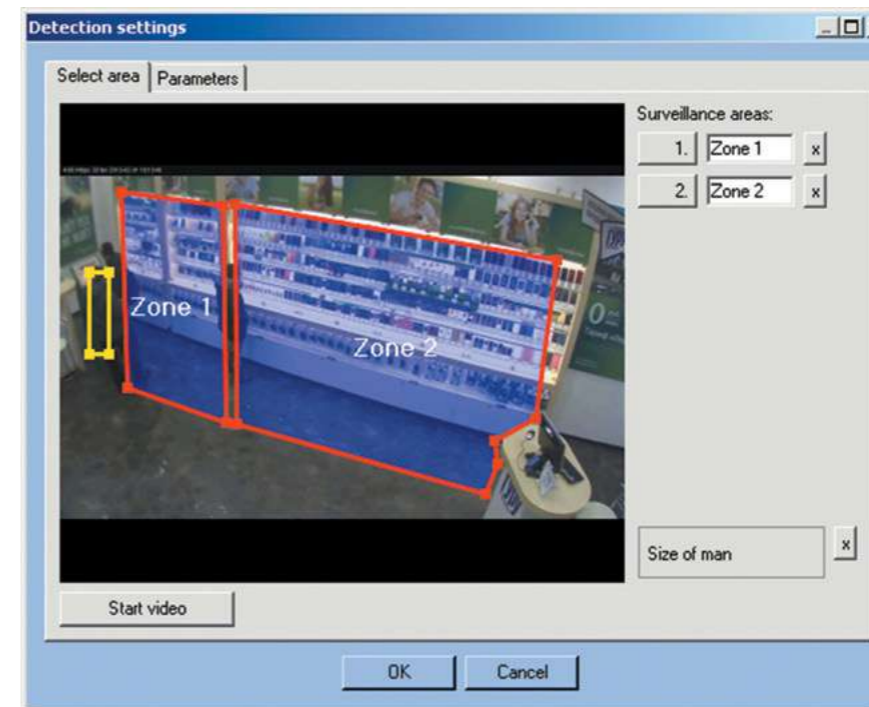 Detection settings
Select area Parameters
Surveillance areas:
1. Zone 1 x
2. Zone 2 x
Zone 1
Zone 2
0
Size of man x
Start video
OK Cancel